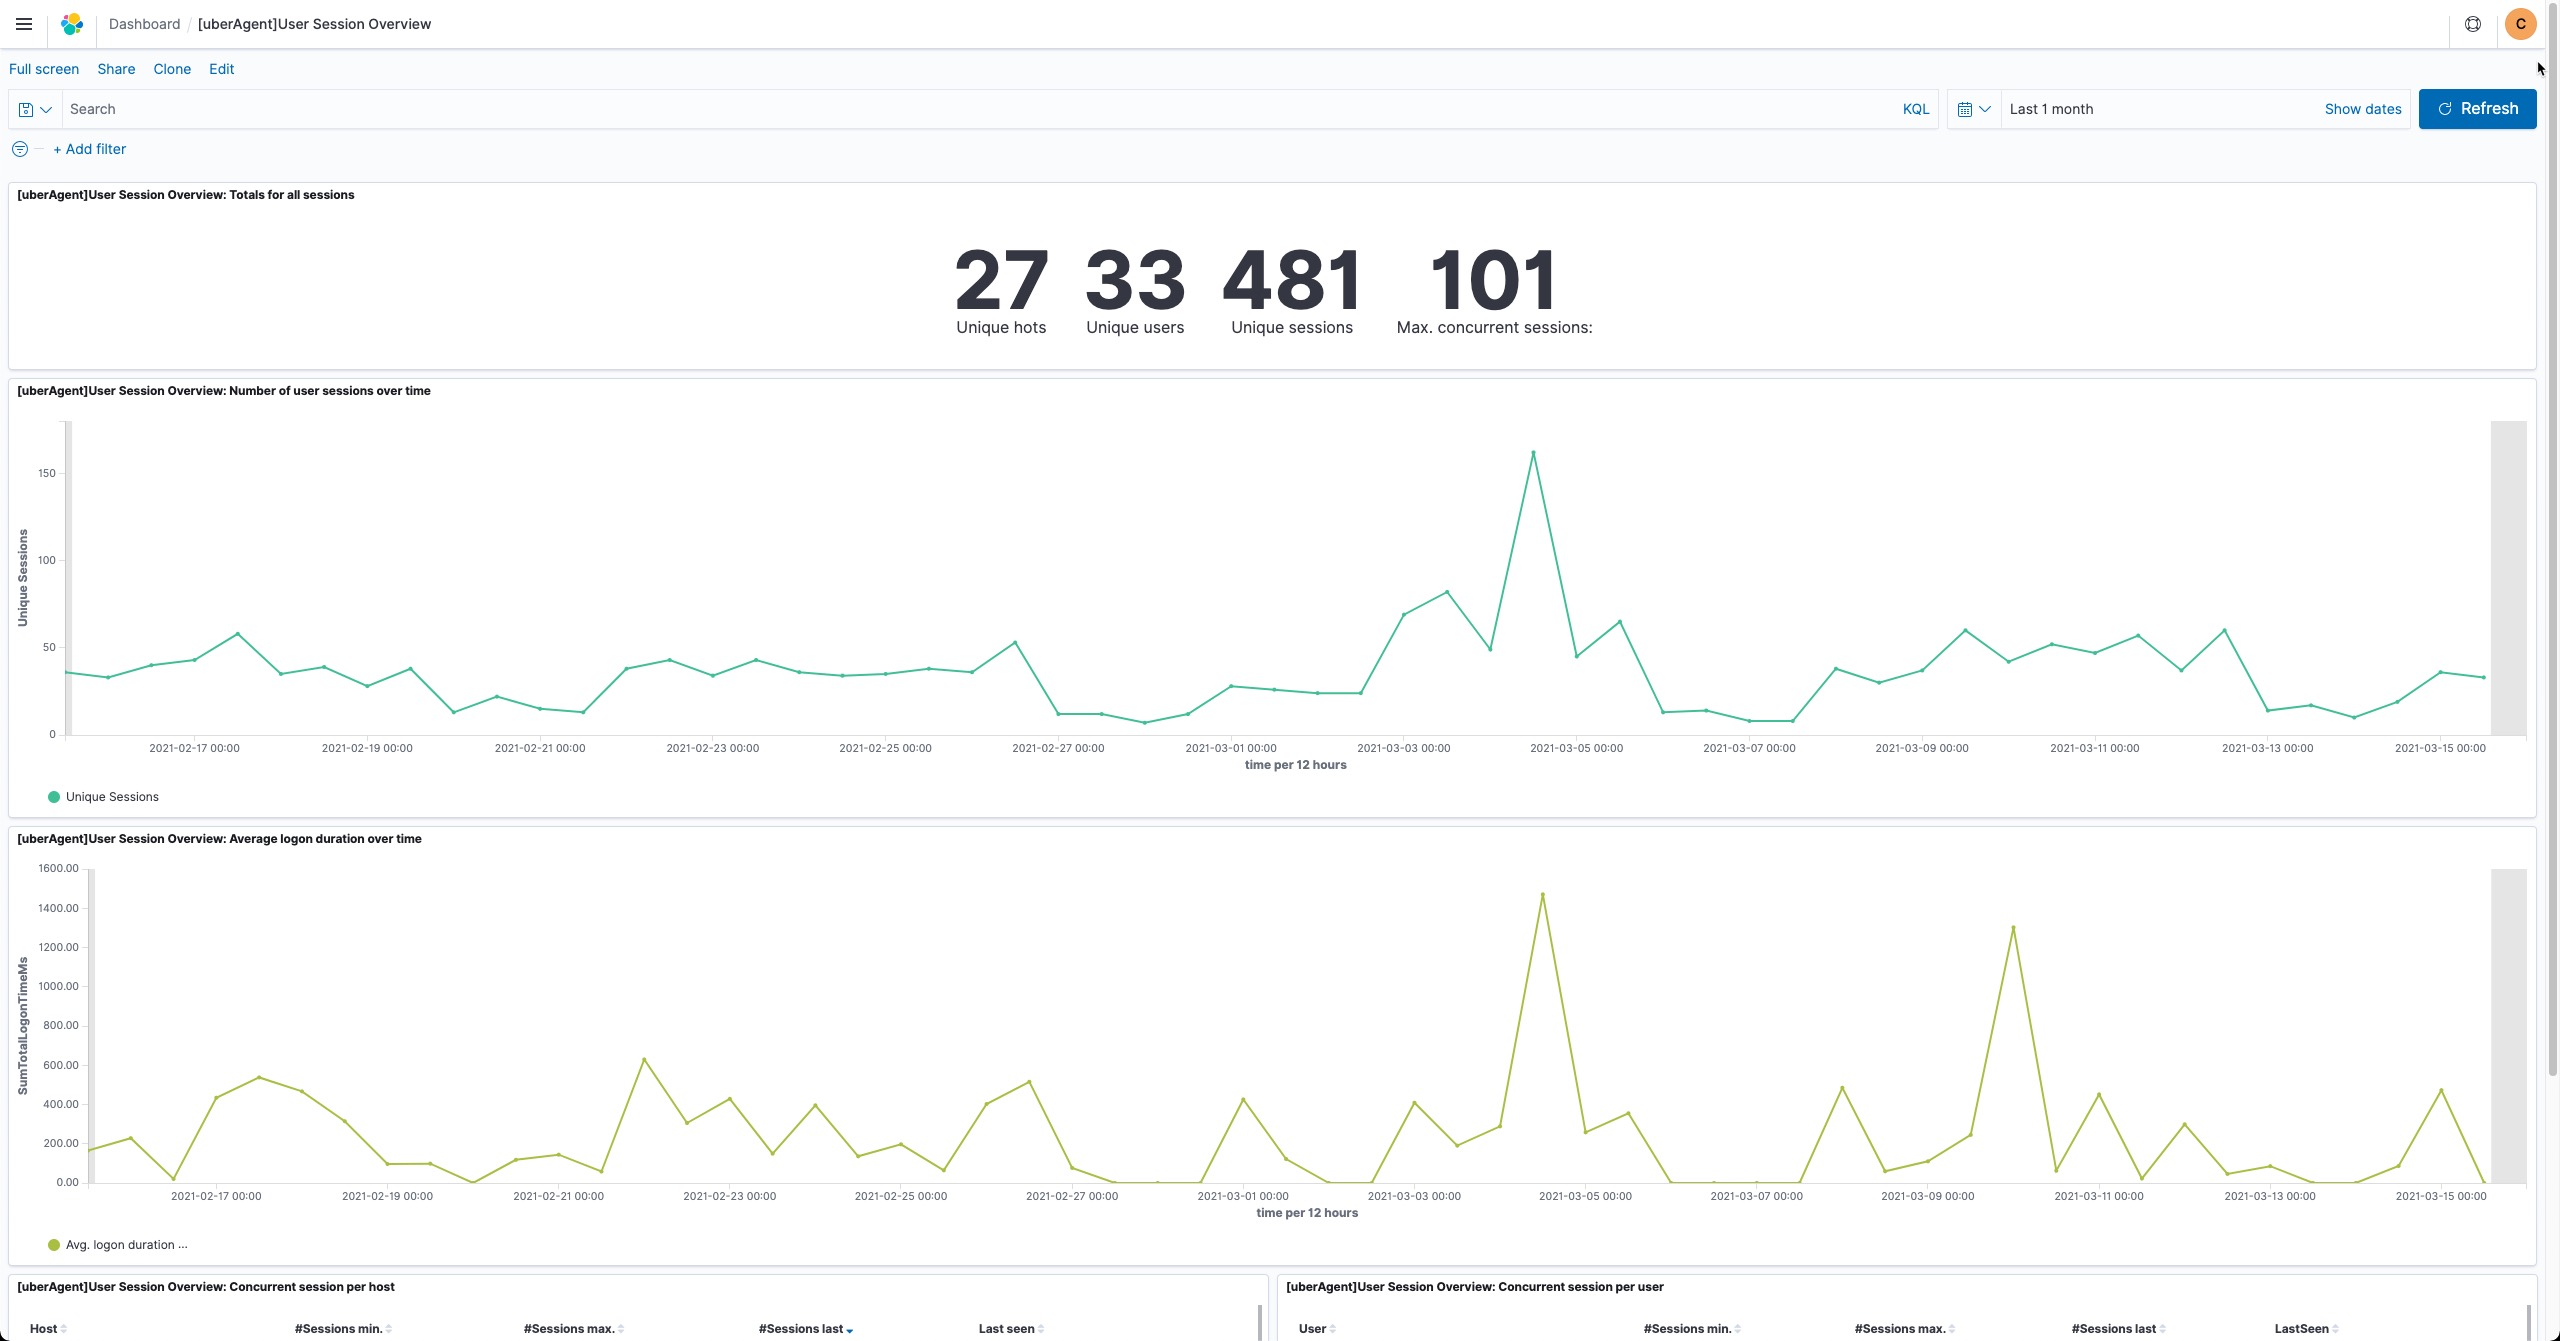 Dashboard / [uberAgent]User Session Overview C
Full screen Share Clone Edit
Search KQL Last 1 month Show dates Refresh
+ Add filter
[uberAgent]User Session Overview: Totals for all sessions
27 33 481 101
Unique hots Unique users Unique sessions Max. concurrent sessions:
[uberAgent]User Session Overview: Number of user sessions over time
150
100
50
0
Unique Sessions
2021-02-17 00:00 2021-02-19 00:00 2021-02-21 00:00 2021-02-23 00:00 2021-02-25 00:00 2021-02-27 00:00 2021-03-01 00:00 2021-03-03 00:00 2021-03-05 00:00 2021-03-07 00:00 2021-03-09 00:00 2021-03-11 00:00 2021-03-13 00:00 2021-03-15 00:00
time per 12 hours
Unique Sessions
[uberAgent]User Session Overview: Average logon duration over time
1600.00
1400.00
1200.00
1000.00
800.00
600.00
400.00
200.00
0.00
SumTotalLogonTimeMs
2021-02-17 00:00 2021-02-19 00:00 2021-02-21 00:00 2021-02-23 00:00 2021-02-25 00:00 2021-02-27 00:00 2021-03-01 00:00 2021-03-03 00:00 2021-03-05 00:00 2021-03-07 00:00 2021-03-09 00:00 2021-03-11 00:00 2021-03-13 00:00 2021-03-15 00:00
time per 12 hours
Avg. logon duration ...
[uberAgent]User Session Overview: Concurrent session per host
Host #Sessions min. #Sessions max. #Sessions last Last seen
[uberAgent]User Session Overview: Concurrent session per user
User #Sessions min. #Sessions max. #Sessions last LastSeen